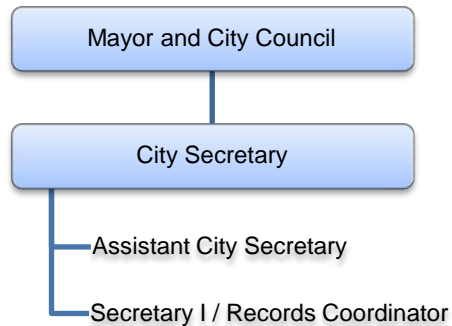 Mayor and City Council
City Secretary
Assistant City Secretary
Secretary I / Records Coordinator